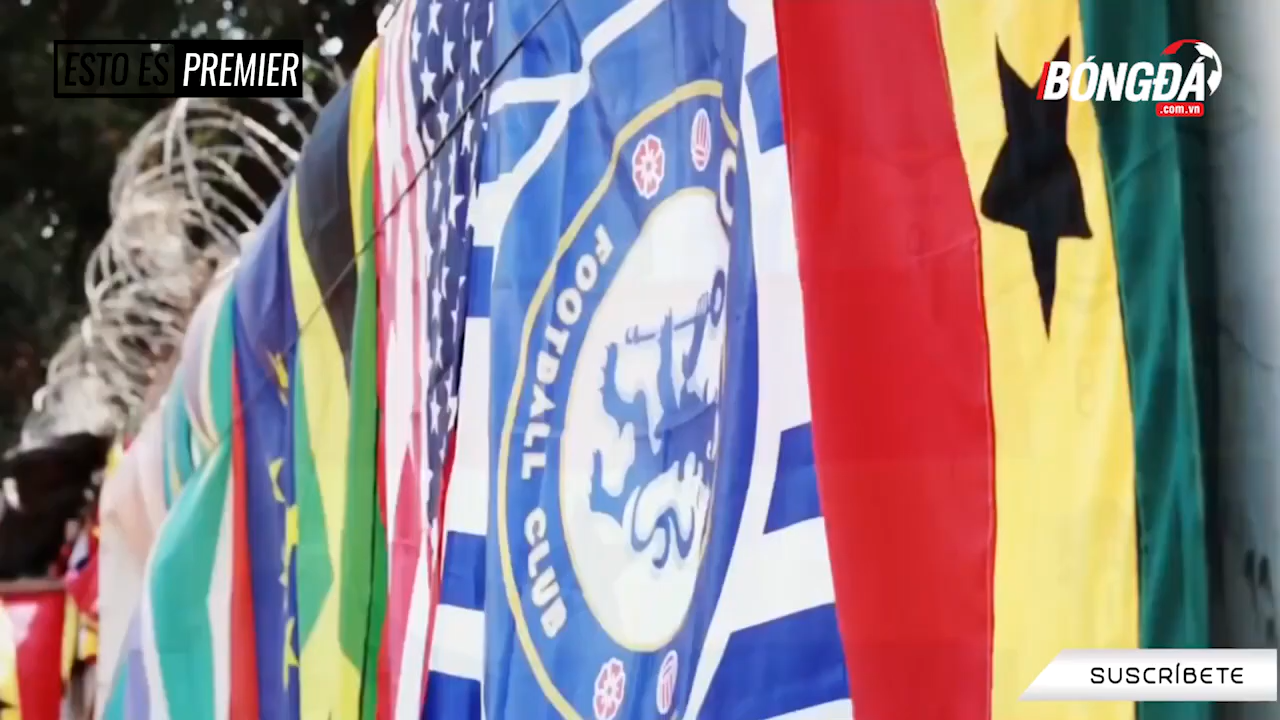 ESTO ES PREMIER
BÓNGĐÁ
.com.vn
FOOTBALL CLUB
SUSCRÍBETE